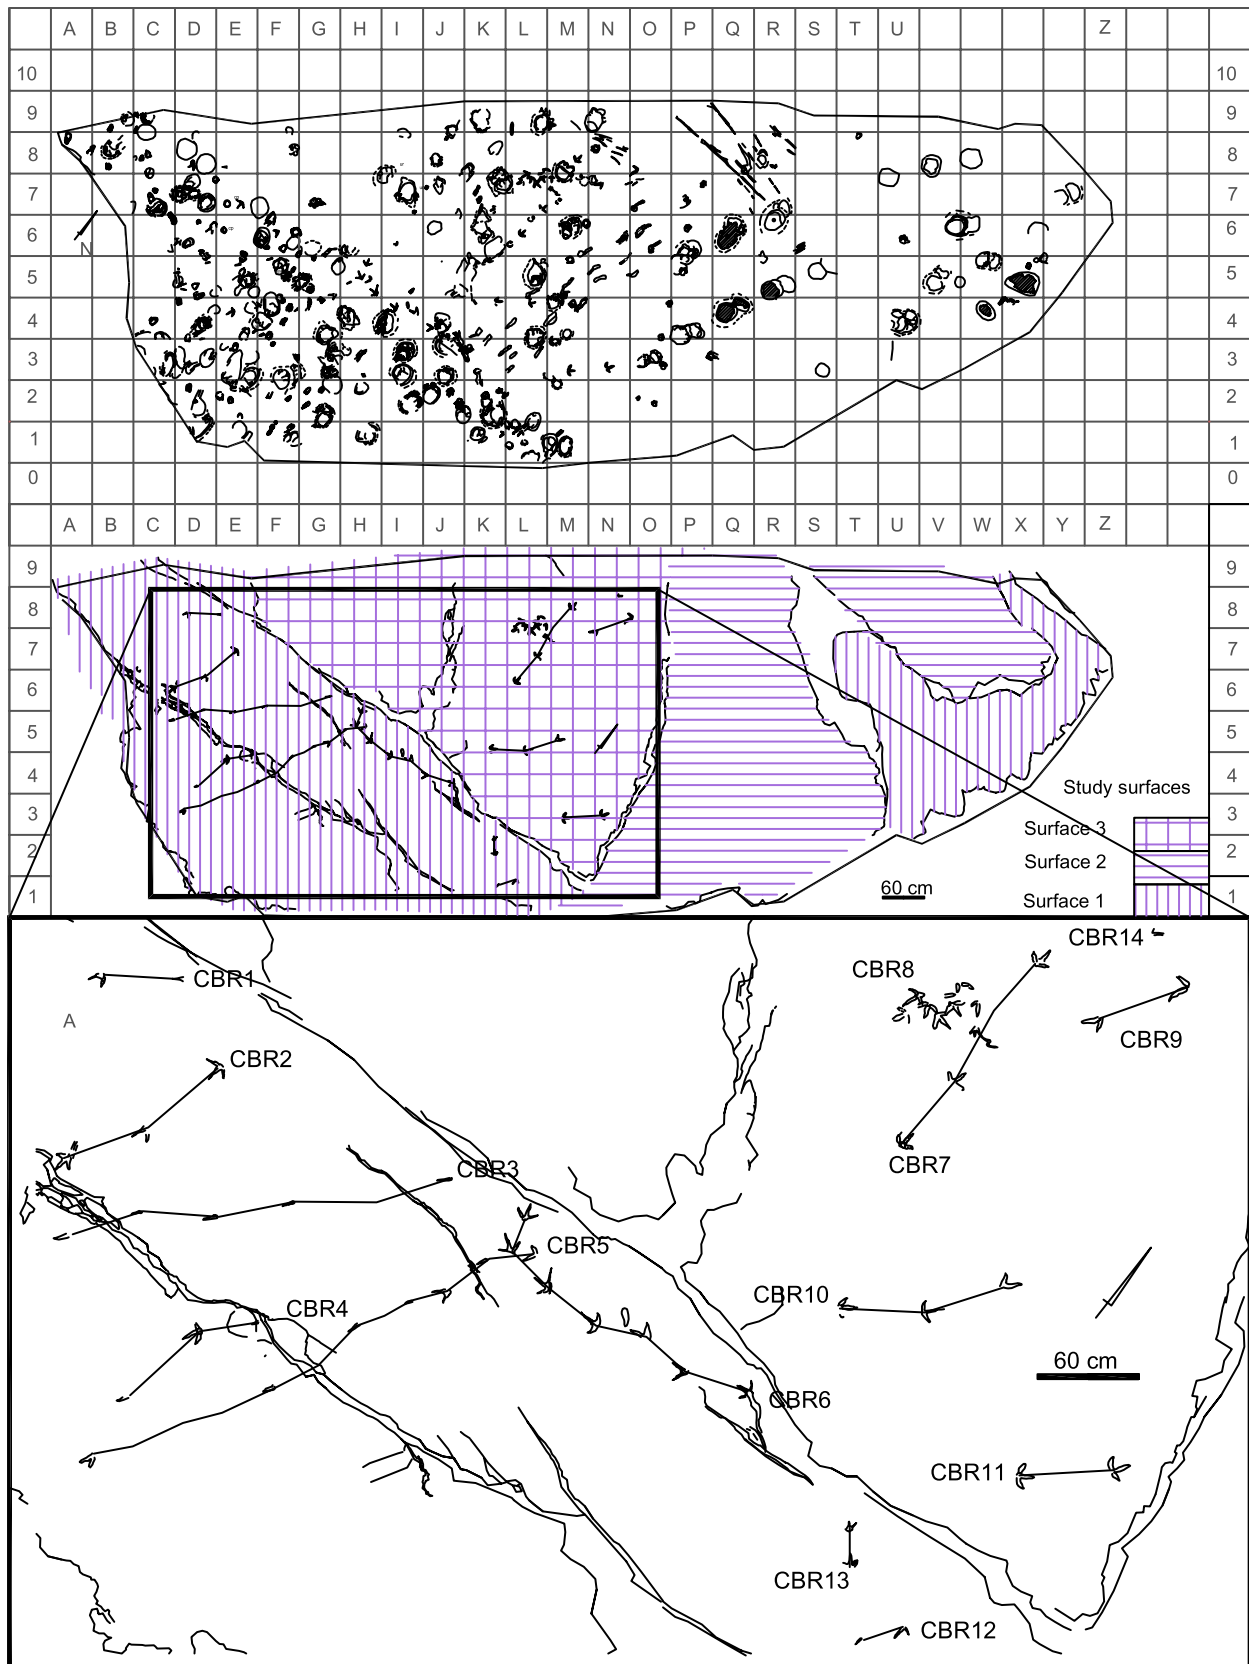 A B C D E F G H I J K L M N O P Q R S T U Z
10 10
9 9
8 8
7 7
6 6
N
5 5
4 4
3 3
2 2
1 1
0 0
A B C D E F G H I J K L M N O P Q R S T U V W X Y Z
9 9
8 8
7 7
6 6
5 5
4 4
Study surfaces
3 3
Surface 3
2 2
Surface 2
60 cm
1 1
Surface 1
CBR14
CBR8
CBR1
A
CBR9
CBR2
CBR7
CBR3
CBR5
CBR10
CBR4
60 cm
CBR6
CBR11
CBR13
CBR12